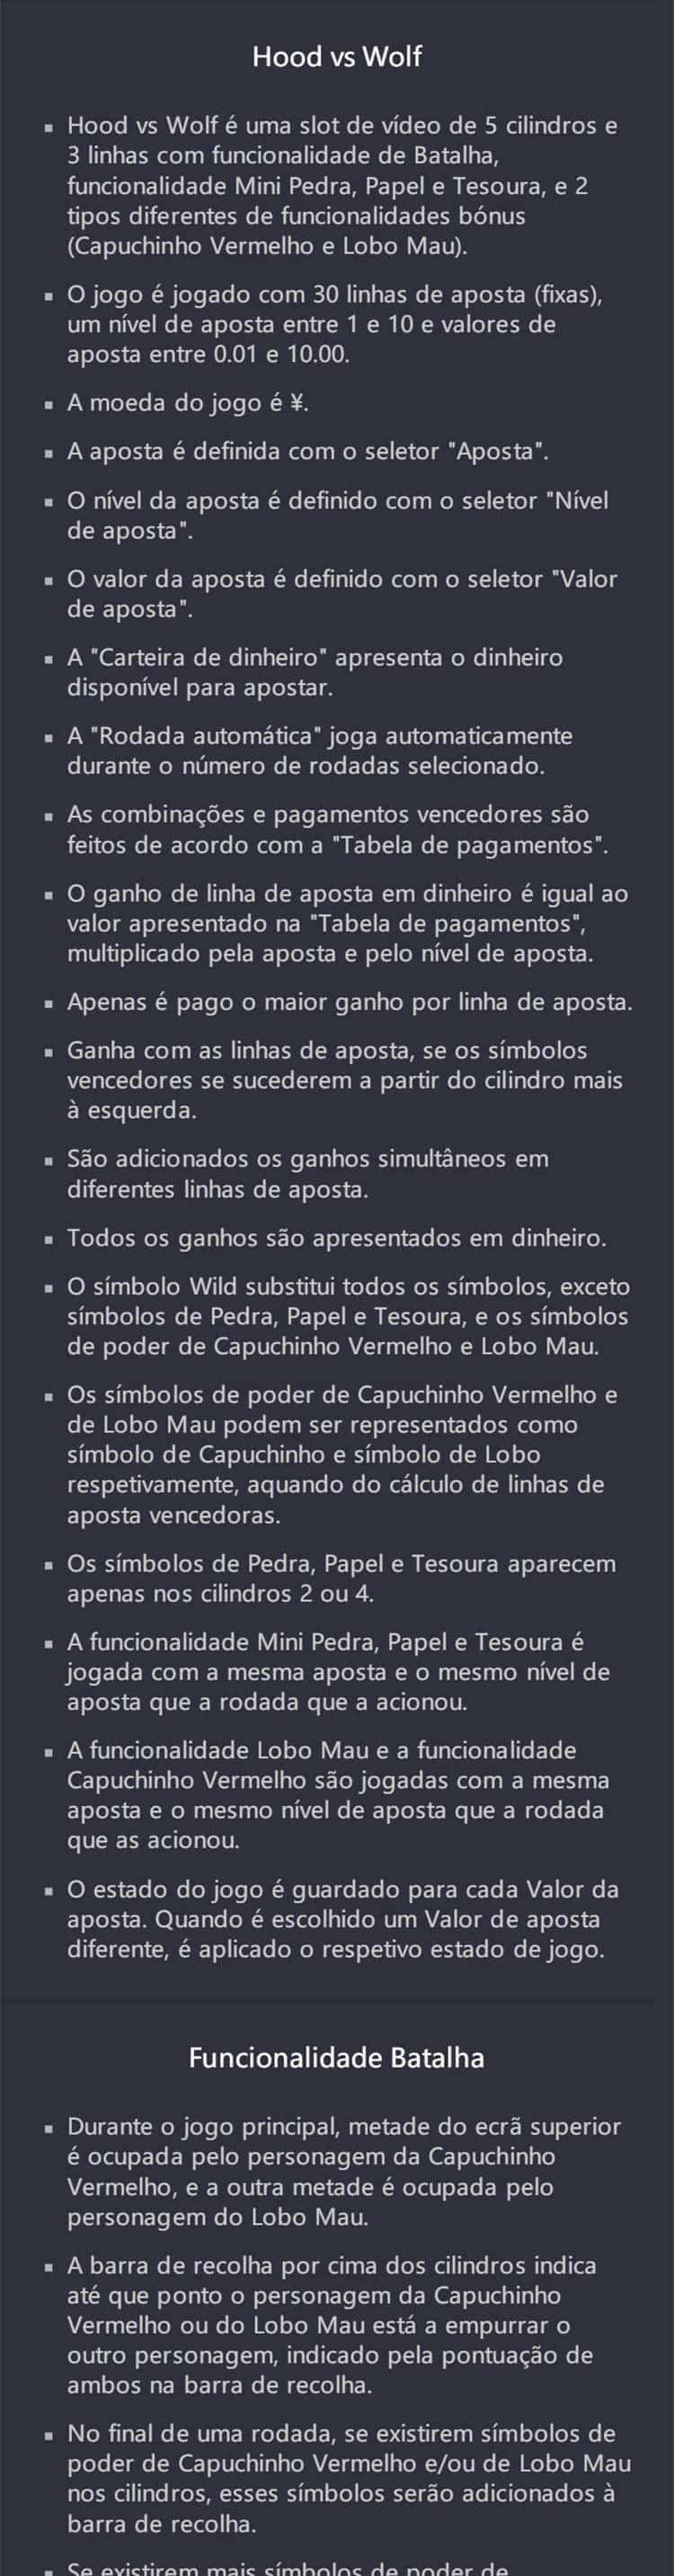 Hood vs Wolf
▪ Hood vs Wolf é uma slot de vídeo de 5 cilindros e
3 linhas com funcionalidade de Batalha,
funcionalidade Mini Pedra, Papel e Tesoura, e 2
tipos diferentes de funcionalidades bónus
(Capuchinho Vermelho e Lobo Mau).
▪ O jogo é jogado com 30 linhas de aposta (fixas),
um nível de aposta entre 1 e 10 e valores de
aposta entre 0.01 e 10.00.
▪ A moeda do jogo é ¥.
▪ A aposta é definida com o seletor "Aposta".
▪ O nível da aposta é definido com o seletor "Nível
de aposta".
▪ O valor da aposta é definido com o seletor "Valor
de aposta".
▪ A "Carteira de dinheiro" apresenta o dinheiro
disponível para apostar.
▪ A "Rodada automática" joga automaticamente
durante o número de rodadas selecionado.
▪ As combinações e pagamentos vencedores são
feitos de acordo com a "Tabela de pagamentos".
▪ O ganho de linha de aposta em dinheiro é igual ao
valor apresentado na "Tabela de pagamentos",
multiplicado pela aposta e pelo nível de aposta.
▪ Apenas é pago o maior ganho por linha de aposta.
▪ Ganha com as linhas de aposta, se os símbolos
vencedores se sucederem a partir do cilindro mais
à esquerda.
▪ São adicionados os ganhos simultâneos em
diferentes linhas de aposta.
▪ Todos os ganhos são apresentados em dinheiro.
▪ O símbolo Wild substitui todos os símbolos, exceto
símbolos de Pedra, Papel e Tesoura, e os símbolos
de poder de Capuchinho Vermelho e Lobo Mau.
▪ Os símbolos de poder de Capuchinho Vermelho e
de Lobo Mau podem ser representados como
símbolo de Capuchinho e símbolo de Lobo
respetivamente, aquando do cálculo de linhas de
aposta vencedoras.
▪ Os símbolos de Pedra, Papel e Tesoura aparecem
apenas nos cilindros 2 ou 4.
▪ A funcionalidade Mini Pedra, Papel e Tesoura é
jogada com a mesma aposta e o mesmo nível de
aposta que a rodada que a acionou.
▪ A funcionalidade Lobo Mau e a funcionalidade
Capuchinho Vermelho são jogadas com a mesma
aposta e o mesmo nível de aposta que a rodada
que as acionou.
▪ O estado do jogo é guardado para cada Valor da
aposta. Quando é escolhido um Valor de aposta
diferente, é aplicado o respetivo estado de jogo.
Funcionalidade Batalha
▪ Durante o jogo principal, metade do ecrã superior
é ocupada pelo personagem da Capuchinho
Vermelho, e a outra metade é ocupada pelo
personagem do Lobo Mau.
▪ A barra de recolha por cima dos cilindros indica
até que ponto o personagem da Capuchinho
Vermelho ou do Lobo Mau está a empurrar o
outro personagem, indicado pela pontuação de
ambos na barra de recolha.
▪ No final de uma rodada, se existirem símbolos de
poder de Capuchinho Vermelho e/ou de Lobo Mau
nos cilindros, esses símbolos serão adicionados à
barra de recolha.
▪ Se existirem mais símbolos de poder de